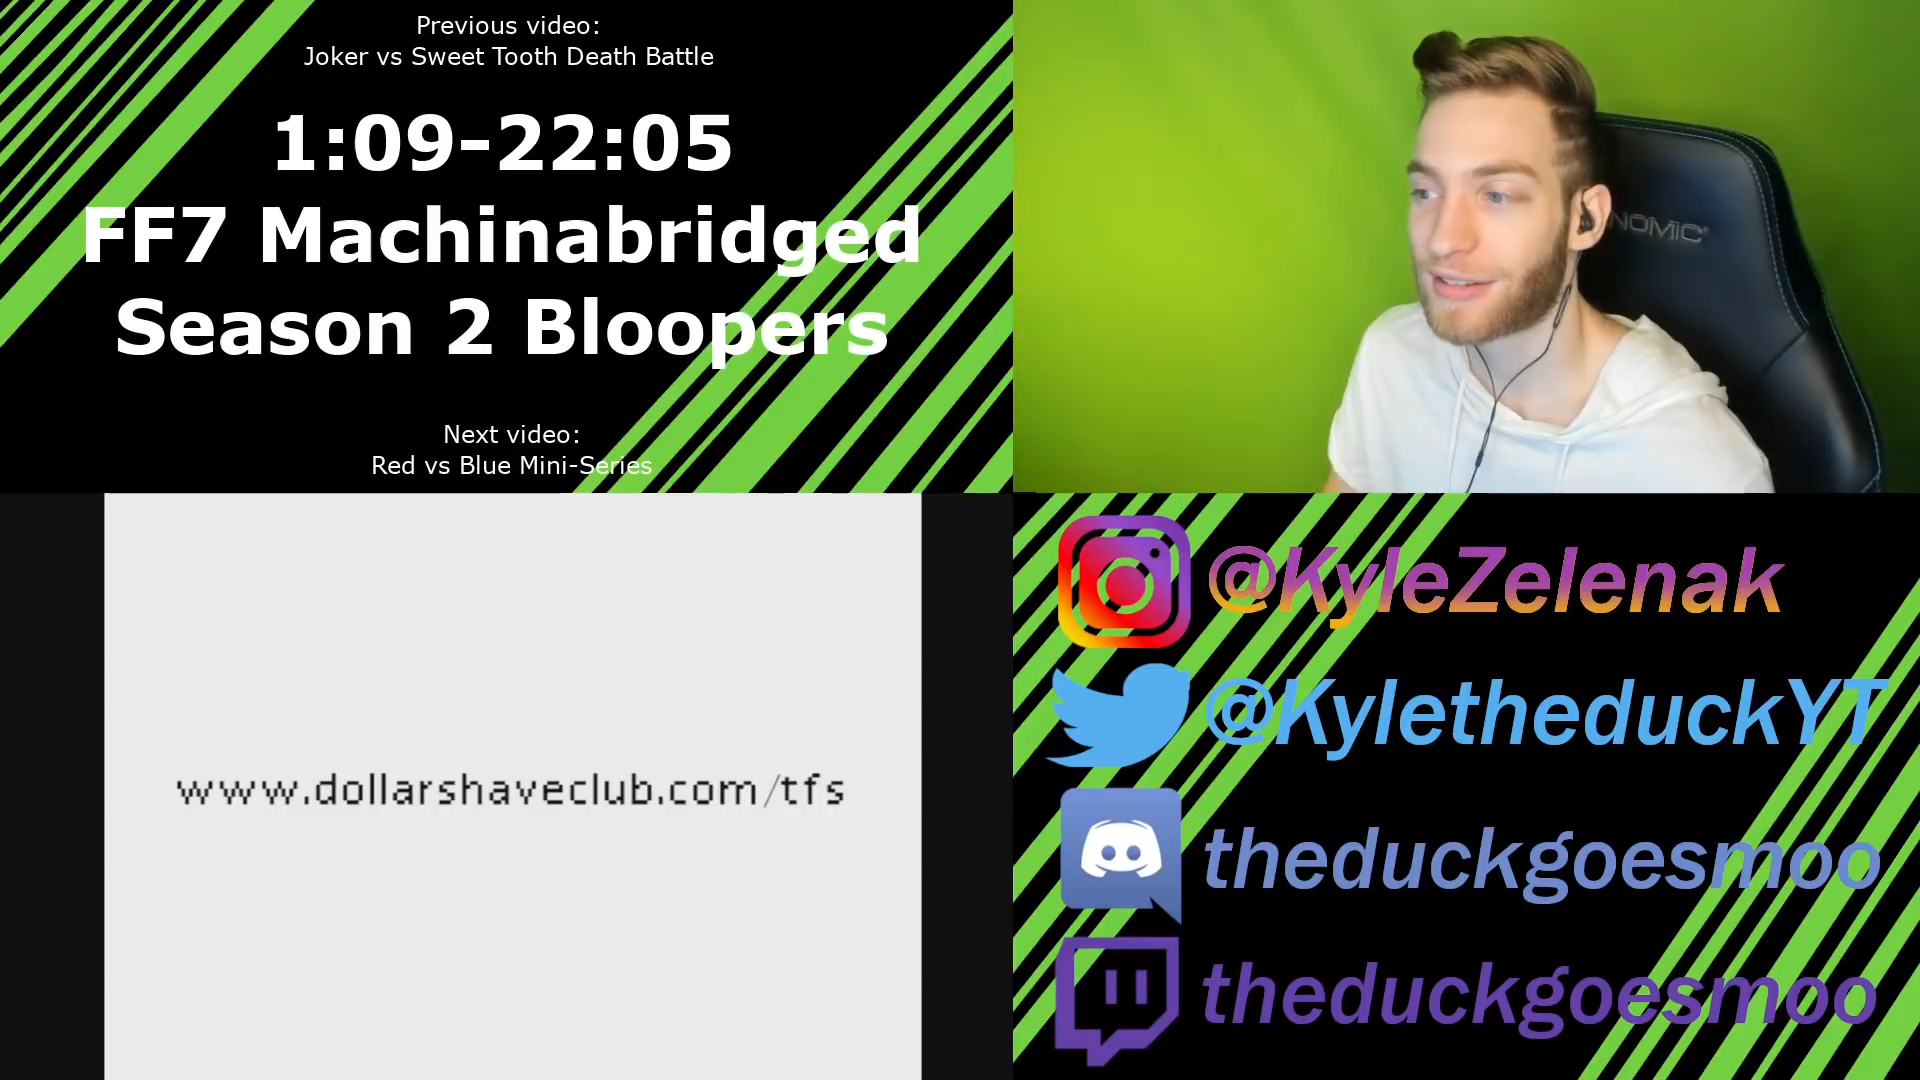 Previous video:
Joker vs Sweet Tooth Death Battle
1:09-22:05
FF7 Machinabridged
Season 2 Bloopers
Next video:
Red vs Blue Mini-Series
NOMIC
www.dollarshaveclub.com/tfs
@KyleZelenak
@KyletheduckYT
theduckgoesmoo
theduckgoesmoo